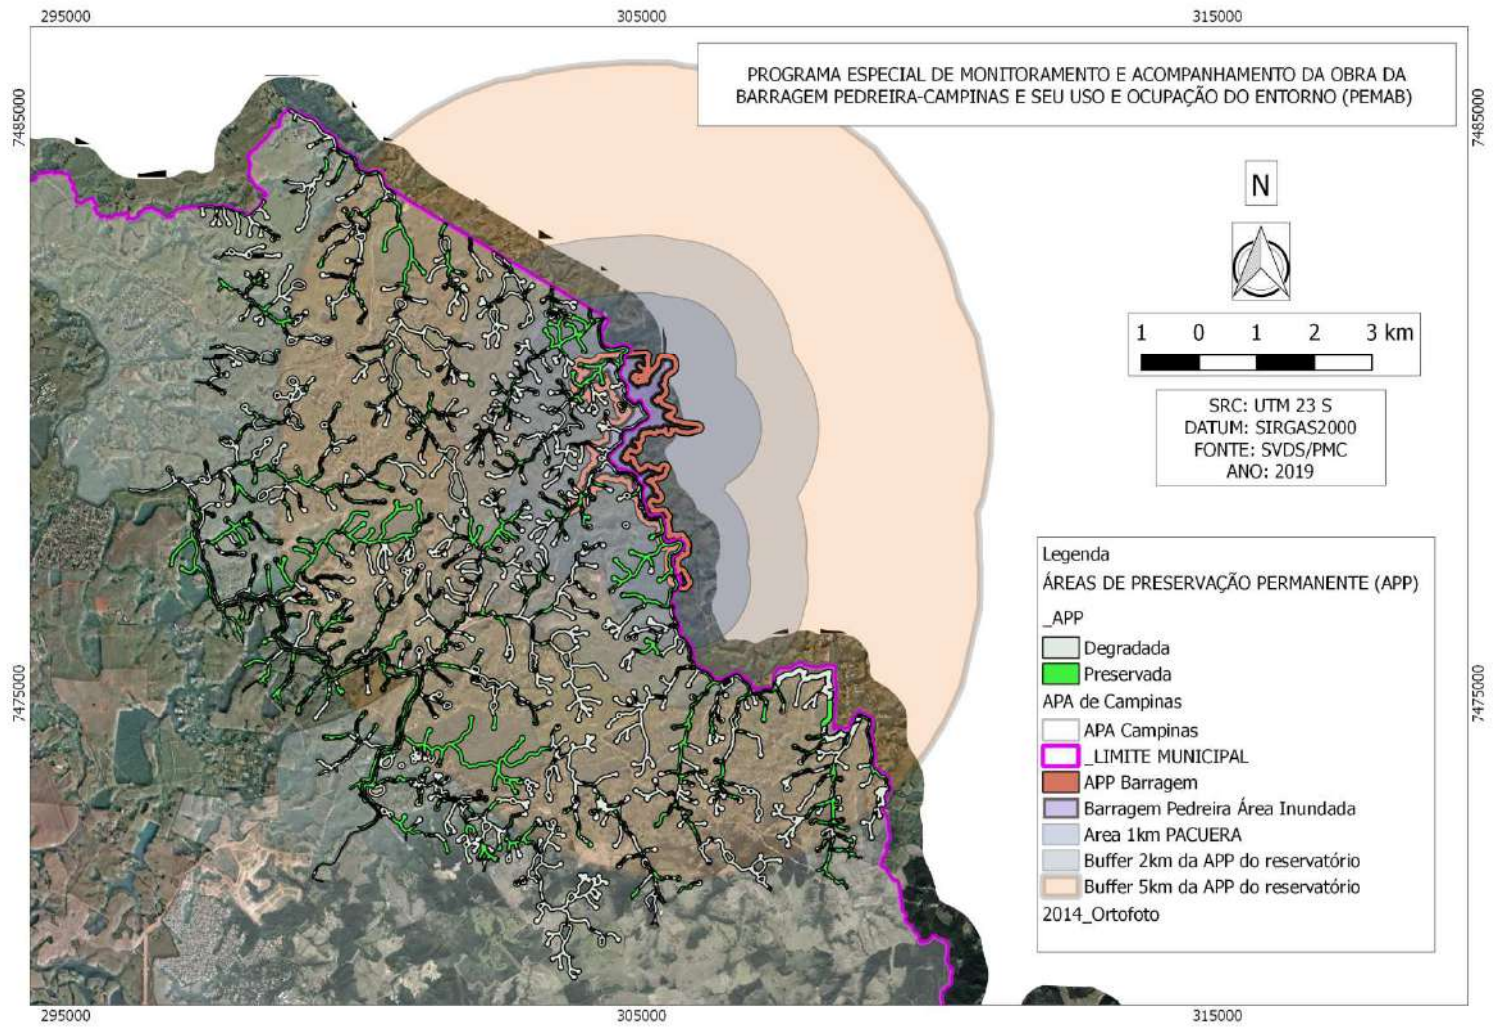 295000
305000
315000
PROGRAMA ESPECIAL DE MONITORAMENTO E ACOMPANHAMENTO DA OBRA DA
BARRAGEM PEDREIRA-CAMPINAS E SEU USO E OCUPAÇÃO DO ENTORNO (PEMAB)
7485000
7485000
N
1 0 1 2 3 km
SRC: UTM 23 S
DATUM: SIRGAS2000
FONTE: SVDS/PMC
ANO: 2019
Legenda
ÁREAS DE PRESERVAÇÃO PERMANENTE (APP)
_APP
Degradada
Preservada
APA de Campinas
APA Campinas
_LIMITE MUNICIPAL
APP Barragem
Barragem Pedreira Área Inundada
Area 1km PACUERA
Buffer 2km da APP do reservatório
Buffer 5km da APP do reservatório
2014_Ortofoto
7475000
7475000
295000
305000
315000